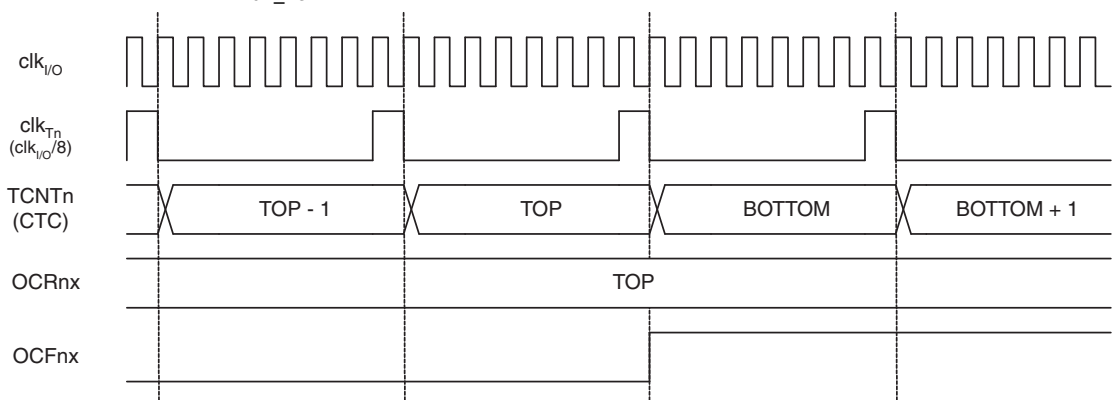 clkI/O
clkTn
(clkI/O/8)
TCNTn
(CTC)
TOP - 1
TOP
BOTTOM
BOTTOM + 1
OCRnx
TOP
OCFnx